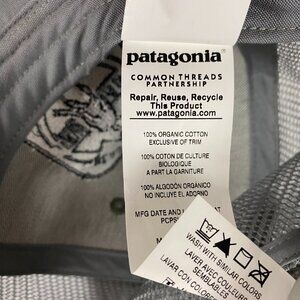 patagonia®
COMMON THREADS
PARTNERSHIP
Repair, Reuse, Recycle
This Product
www.patagonia.com
100% ORGANIC COTTON
EXCLUSIVE OF TRIM
100% COTON DE CULTURE
BIOLOGIQUE
A PART LA GARNITURE
100% ALGODÓN ORGANICO
NO INCLUYE EL ADORNO
MFG DATE AND
WASH WITH SIMILAR COLORS
LAVER AVEC COULEURS
SEMBLABLES
LAVAR CON COLORES